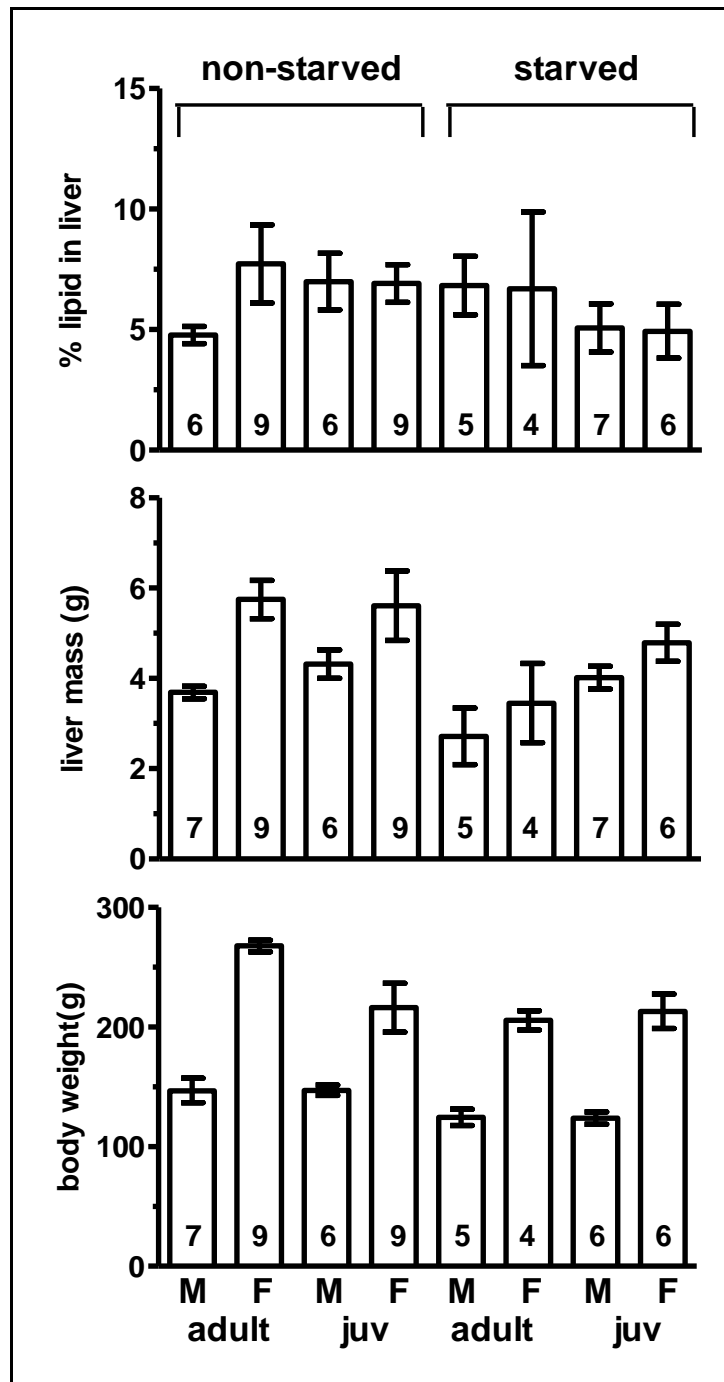 non-starved starved
% lipid in liver
15
10
5
0
6 9 6 9 5 4 7 6
liver mass (g)
8
6
4
2
0
7 9 6 9 5 4 7 6
body weight(g)
300
200
100
0
7 9 6 9 5 4 6 6
M F M F M F M F
adult juv adult juv